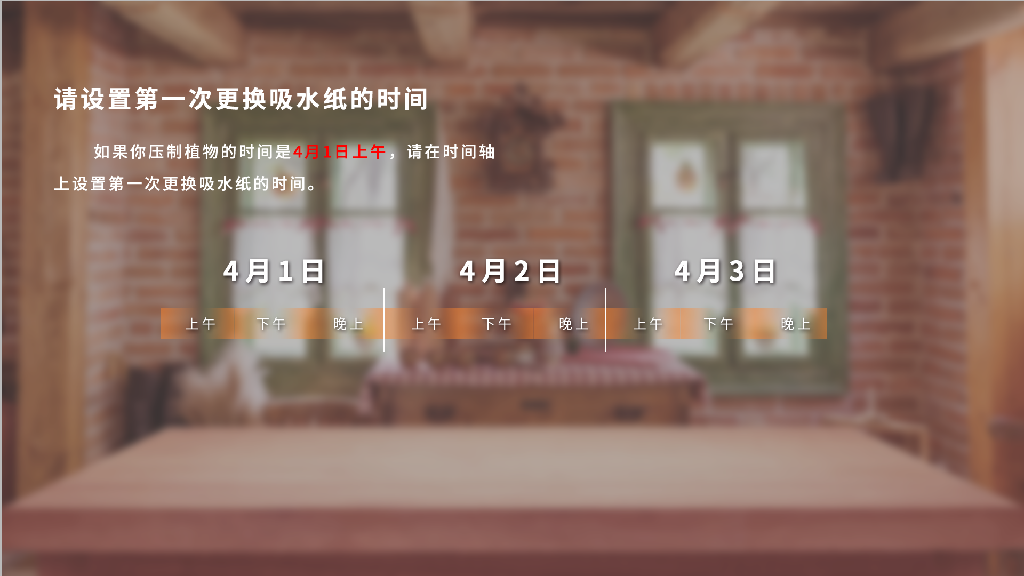 请设置第一次更换吸水纸的时间
如果你压制植物的时间是4月1日上午，请在时间轴
上设置第一次更换吸水纸的时间。
4月1日 4月2日 4月3日
上午 下午 晚上 上午 下午 晚上 上午 下午 晚上